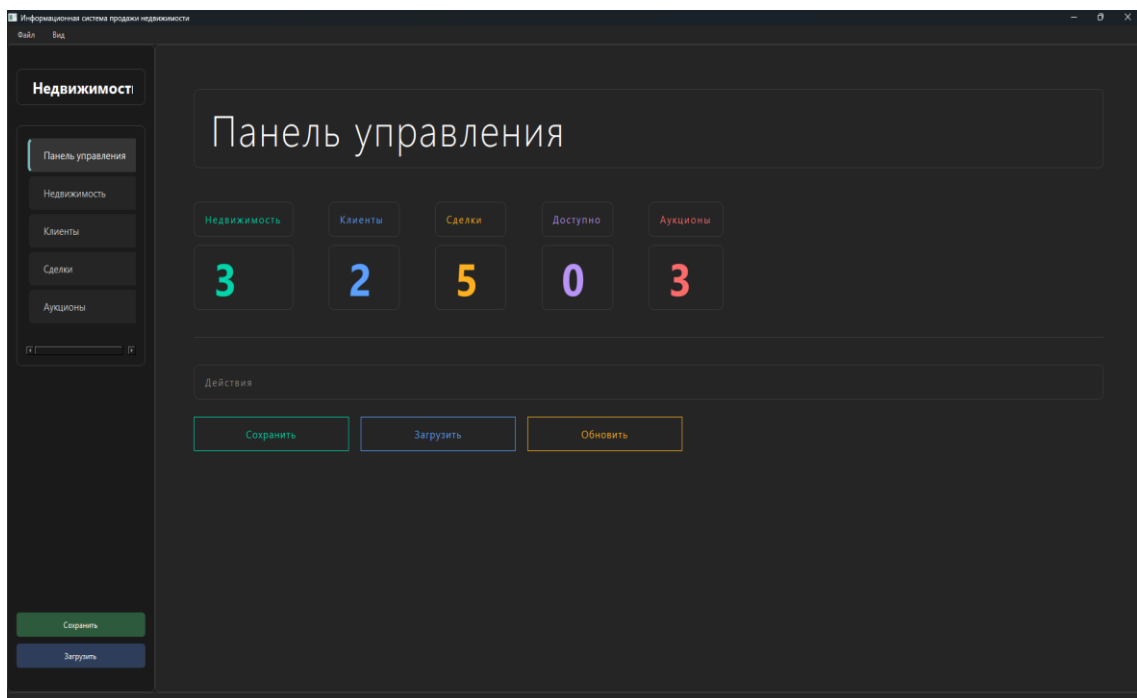 Информационная система продажи недвижимости
Файл Вид
Недвижимост
Панель управления
Недвижимость
Клиенты
Сделки
Аукционы
Сохранить
Загрузить
Панель управления
Недвижимость Клиенты Сделки Доступно Аукционы
3 2 5 0 3
Действия
Сохранить Загрузить Обновить